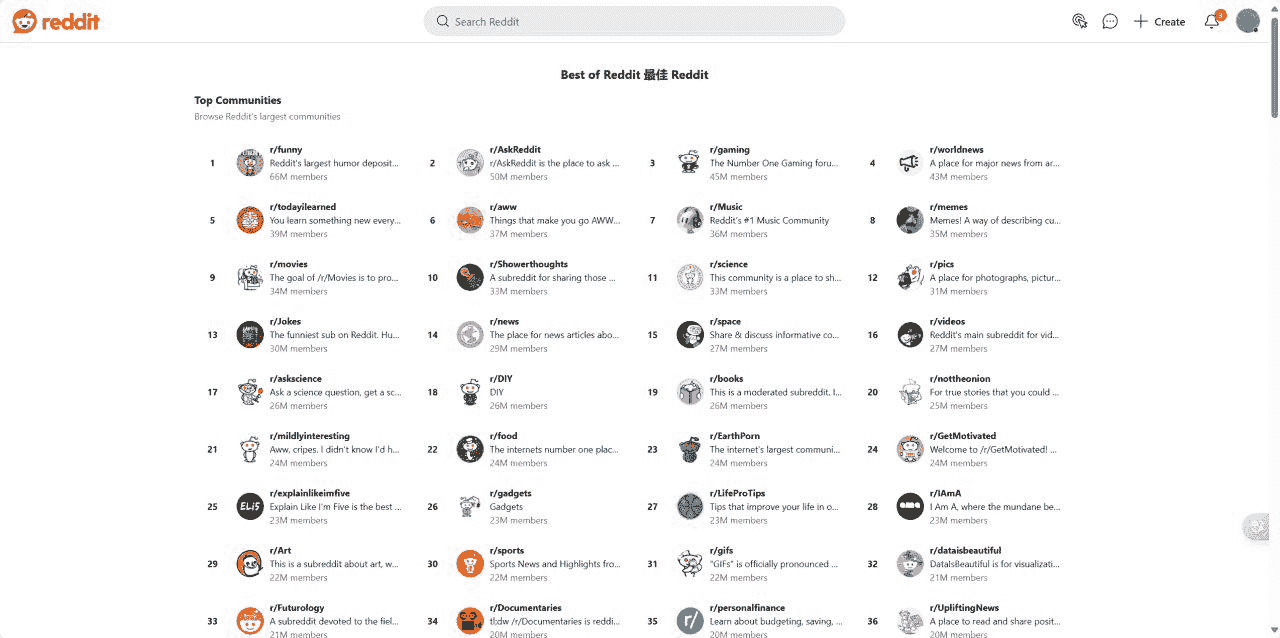 reddit
Search Reddit
Create
3
Best of Reddit 最佳 Reddit
Top Communities
Browse Reddit's largest communities
1
r/funny
Reddit's largest humor deposit...
66M members
2
r/AskReddit
r/AskReddit is the place to ask ...
50M members
3
r/gaming
The Number One Gaming foru...
45M members
4
r/worldnews
A place for major news from ar...
43M members
5
r/todayilearned
You learn something new every...
39M members
6
r/aww
Things that make you go AWW...
37M members
7
r/Music
Reddit's #1 Music Community
36M members
8
r/memes
Memes! A way of describing cu...
35M members
9
r/movies
The goal of /r/Movies is to pro...
34M members
10
r/Showerthoughts
A subreddit for sharing those ...
33M members
11
r/science
This community is a place to sh...
33M members
12
r/pics
A place for photographs, pictur...
31M members
13
r/Jokes
The funniest sub on Reddit. Hu...
30M members
14
r/news
The place for news articles abo...
29M members
15
r/space
Share & discuss informative co...
27M members
16
r/videos
Reddit's main subreddit for vid...
27M members
17
r/askscience
Ask a science question, get a sc...
26M members
18
r/DIY
DIY
26M members
19
r/books
This is a moderated subreddit. I...
26M members
20
r/nottheonion
For true stories that you could ...
25M members
21
r/mildlyinteresting
Aww, cripes. I didn't know I'd h...
24M members
22
r/food
The internets number one plac...
24M members
23
r/EarthPorn
The internet's largest communi...
24M members
24
r/GetMotivated
Welcome to /r/GetMotivated! ...
24M members
25
ELI5
r/explainlikeimfive
Explain Like I'm Five is the best ...
23M members
26
r/gadgets
Gadgets
23M members
27
r/LifeProTips
Tips that improve your life in o...
23M members
28
r/IAmA
I Am A, where the mundane be...
23M members
29
r/Art
This is a subreddit about art, w...
22M members
30
r/sports
Sports News and Highlights fro...
22M members
31
r/gifs
"GIFs" is officially pronounced ...
22M members
32
r/dataisbeautiful
DataIsBeautiful is for visualizati...
21M members
33
r/Futurology
A subreddit devoted to the fiel...
21M members
34
r/Documentaries
tl:dw /r/Documentaries is reddi...
20M members
35
r/
r/personalfinance
Learn about budgeting, saving, ...
20M members
36
r/UpliftingNews
A place to read and share posit...
20M members